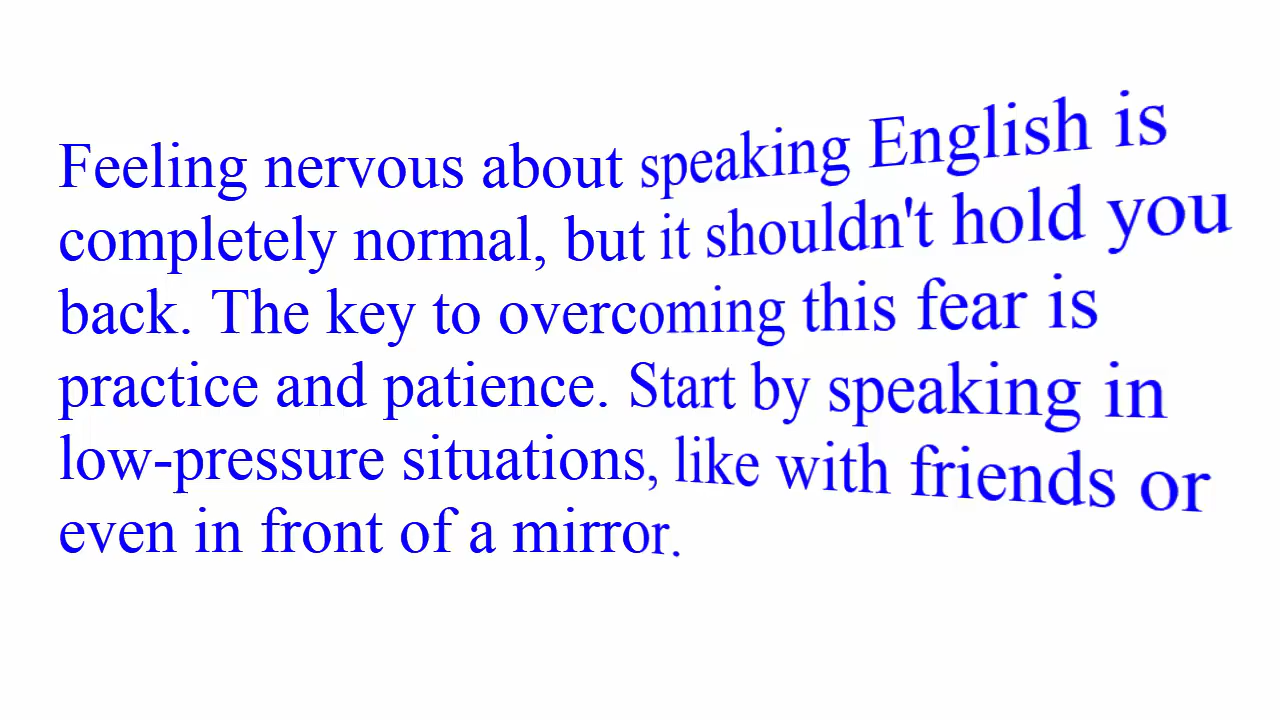 Feeling nervous about speaking English is
completely normal, but it shouldn't hold you
back. The key to overcoming this fear is
practice and patience. Start by speaking in
low-pressure situations, like with friends or
even in front of a mirror.